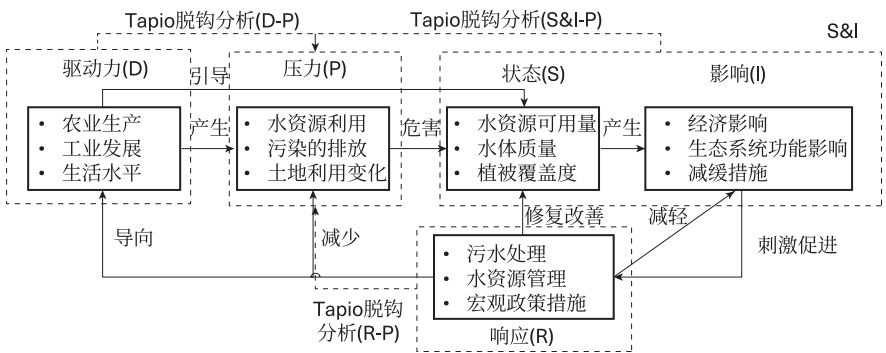 Tapio脱钩分析(D-P)
Tapio脱钩分析(S&I-P)
S&I
驱动力(D)
引导
压力(P)
状态(S)
影响(I)
• 农业生产
• 工业发展
• 生活水平
产生
• 水资源利用
• 污染的排放
• 土地利用变化
危害
• 水资源可用量
• 水体质量
• 植被覆盖度
产生
• 经济影响
• 生态系统功能影响
• 减缓措施
导向
减少
修复改善
减轻
刺激促进
• 污水处理
• 水资源管理
• 宏观政策措施
Tapio脱钩
分析(R-P)
响应(R)